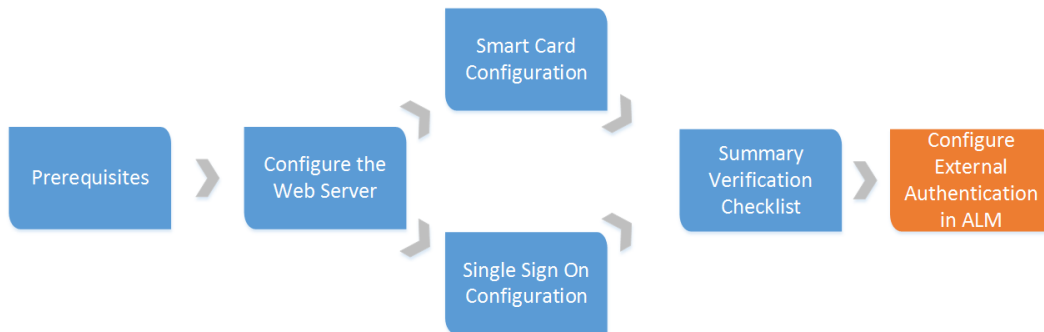 Prerequisites
Configure the
Web Server
Smart Card
Configuration
Single Sign On
Configuration
Summary
Verification
Checklist
Configure
External
Authentication
in ALM